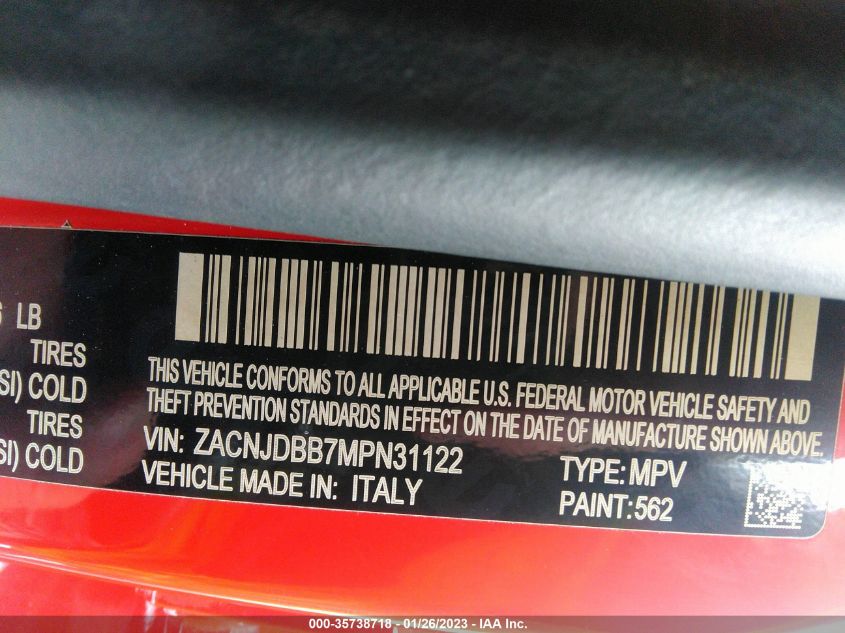 6 LB
TIRES
SI) COLD
TIRES
SI) COLD
THIS VEHICLE CONFORMS TO ALL APPLICABLE U.S. FEDERAL MOTOR VEHICLE SAFETY AND
THEFT PREVENTION STANDARDS IN EFFECT ON THE DATE OF MANUFACTURE SHOWN ABOVE.
VIN: ZACNJDBB7MPN31122
TYPE: MPV
VEHICLE MADE IN: ITALY
PAINT: 562
000-35738718 - 01/26/2023 - IAA Inc.